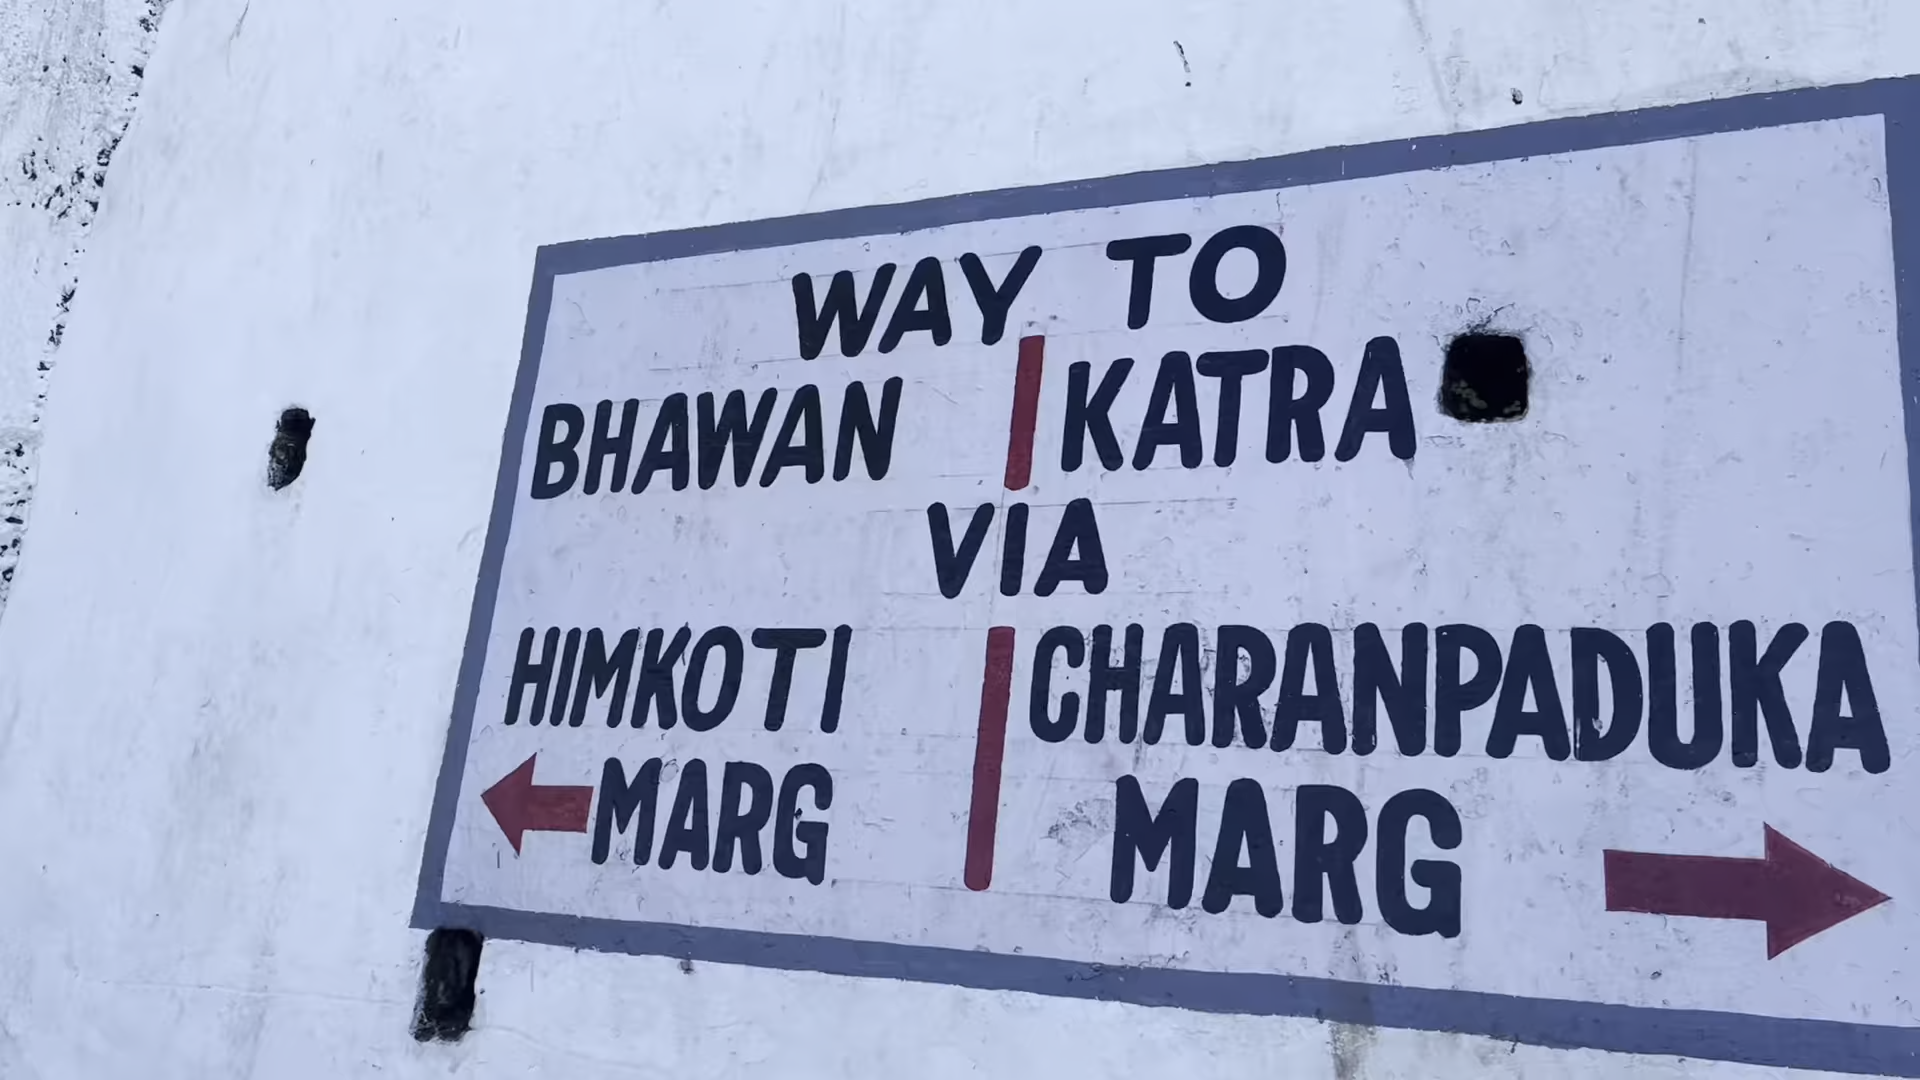 WAY TO
BHAWAN KATRA
VIA
HIMKOTI CHARANPADUKA
MARG MARG